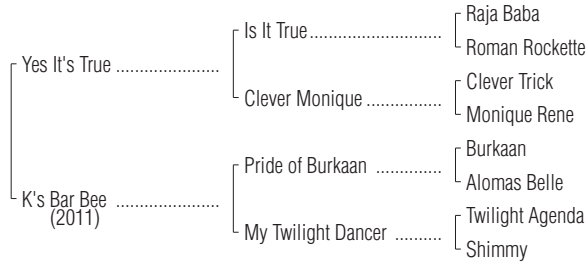 Raja Baba
Is It True
Roman Rockette
Yes It's True
Clever Trick
Clever Monique
Monique Rene
Burkaan
Pride of Burkaan
Alomas Belle
K's Bar Bee
(2011)
Twilight Agenda
My Twilight Dancer
Shimmy